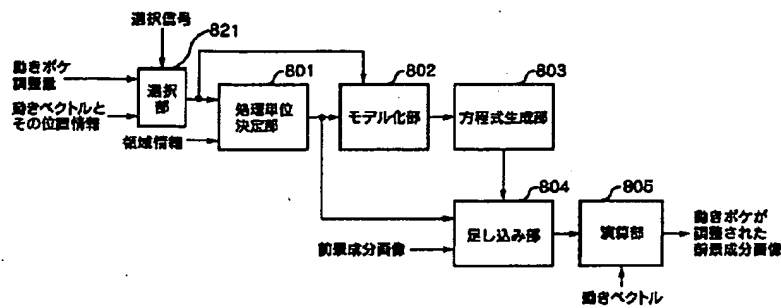 選択信号
821
動きボケ
調整量
選択
部
動きベクトルと
その位置情報
801
処理単位
決定部
領域情報
802
モデル化部
803
方程式生成部
804
足し込み部
前景成分画像
805
演算部
動きボケが
調整された
前景成分画像
動きベクトル